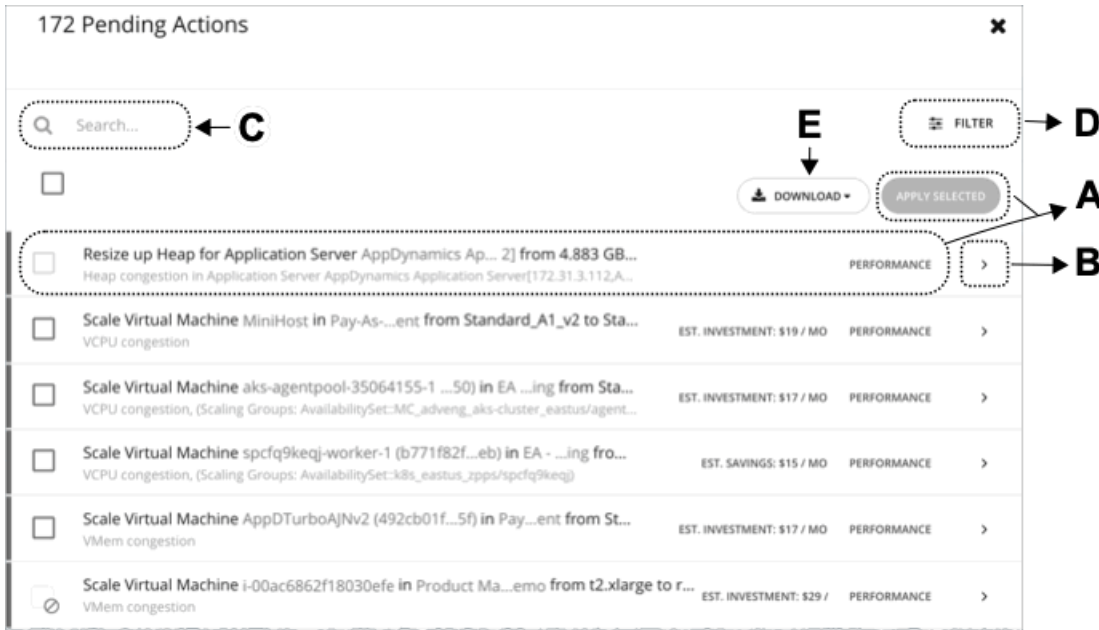 172 Pending Actions
Search...
C
E
FILTER
D
DOWNLOAD
APPLY SELECTED
A
Resize up Heap for Application Server AppDynamics Ap... 2] from 4.883 GB...
Heap congestion in Application Server AppDynamics Application Server[172.31.3.112,A...
PERFORMANCE
B
Scale Virtual Machine MiniHost in Pay-As-...ent from Standard_A1_v2 to Sta...
VCPU congestion
EST. INVESTMENT: $19 / MO PERFORMANCE
Scale Virtual Machine aks-agentpool-35064155-1 ...50) in EA ...ing from Sta...
VCPU congestion, (Scaling Groups: AvailabilitySet::MC_adveng_aks-cluster_eastus/agent...
EST. INVESTMENT: $17 / MO PERFORMANCE
Scale Virtual Machine spcfq9keqj-worker-1 (b771f82f...eb) in EA - ...ing fro...
VCPU congestion, (Scaling Groups: AvailabilitySet::k8s_eastus_zpps/spcfq9keqj)
EST. SAVINGS: $15 / MO PERFORMANCE
Scale Virtual Machine AppDTurboAJNv2 (492cb01f...5f) in Pay...ent from St...
VMem congestion
EST. INVESTMENT: $17 / MO PERFORMANCE
Scale Virtual Machine i-00ac6862f18030efe in Product Ma...emo from t2.xlarge to r...
VMem congestion
EST. INVESTMENT: $29 / PERFORMANCE